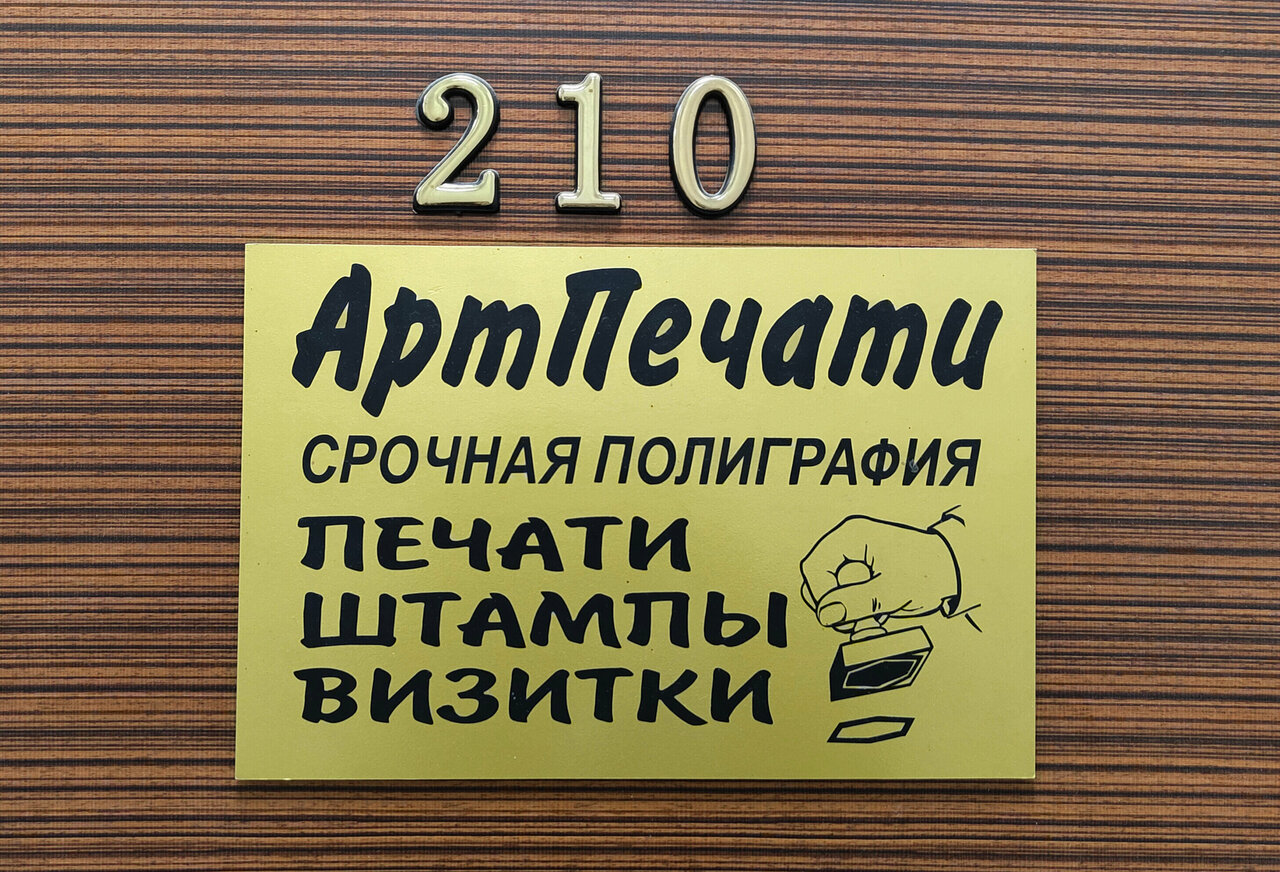 210
АртПечати
СРОЧНАЯ ПОЛИГРАФИЯ
ПЕЧАТИ
ШТАМПЫ
ВИЗИТКИ